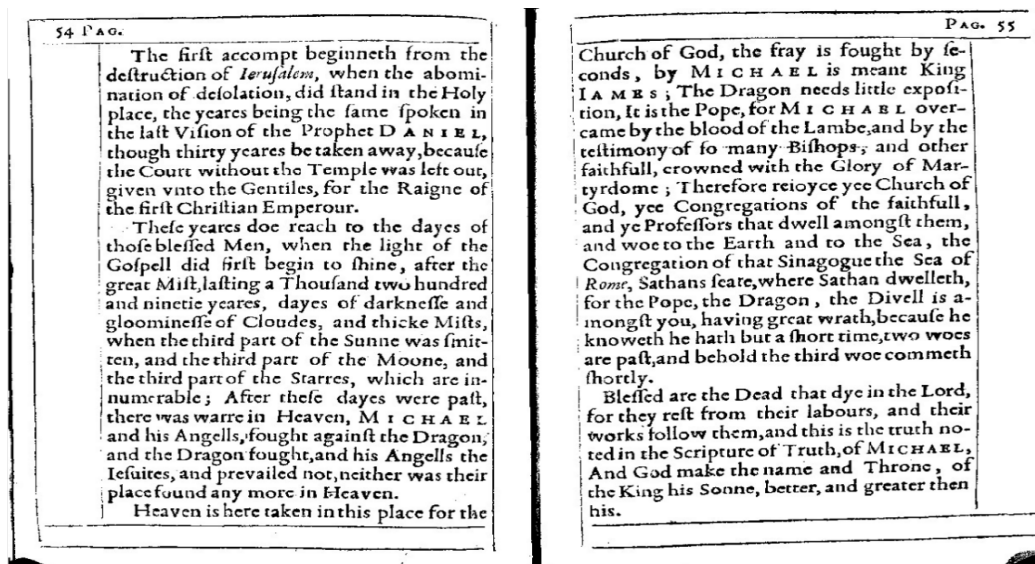 54 PAG.
The firſt accompt beginneth from the
deſtruction of Ieruſalem, when the abomi-
nation of deſolation, did ſtand in the Holy
place, the yeares being the ſame ſpoken in
the laſt Viſion of the Prophet DANIEL,
though thirty yeares be taken away, becauſe
the Court without the Temple was left out,
given vnto the Gentiles, for the Raigne of
the firſt Chriſtian Emperour.
Theſe yeares doe reach to the dayes of
thoſe bleſſed Men, when the light of the
Goſpell did firſt begin to ſhine, after the
great Miſt, laſting a Thouſand two hundred
and ninetie yeares, dayes of darkneſſe and
gloomineſſe of Cloudes, and thicke Miſts,
when the third part of the Sunne was ſmit-
ten, and the third part of the Moone, and
the third part of the Starres, which are in-
numerable; After theſe dayes were paſt,
there was warre in Heaven, MICHAEL
and his Angells, fought againſt the Dragon,
and the Dragon fought, and his Angells the
Ieſuites, and prevailed not, neither was their
place found any more in Heaven.
Heaven is here taken in this place for the
PAG. 55
Church of God, the fray is fought by ſe-
conds, by MICHAEL is meant King
IAMES; The Dragon needs little expoſi-
tion, It is the Pope, for MICHAEL over-
came by the blood of the Lambe, and by the
teſtimony of ſo many Biſhops, and other
faithfull, crowned with the Glory of Mar-
tyrdome; Therefore reioyce yee Church of
God, yee Congregations of the faithfull,
and ye Profeſſors that dwell amongſt them,
and woe to the Earth and to the Sea, the
Congregation of that Sinagogue the Sea of
Rome, Sathans ſeate, where Sathan dwelleth,
for the Pope, the Dragon, the Divell is a-
mongſt you, having great wrath, becauſe he
knoweth he hath but a ſhort time, two woes
are paſt, and behold the third woe commeth
ſhortly.
Bleſſed are the Dead that dye in the Lord,
for they reſt from their labours, and their
works follow them, and this is the truth no-
ted in the Scripture of Truth, of MICHAEL,
And God make the name and Throne, of
the King his Sonne, better, and greater then
his.